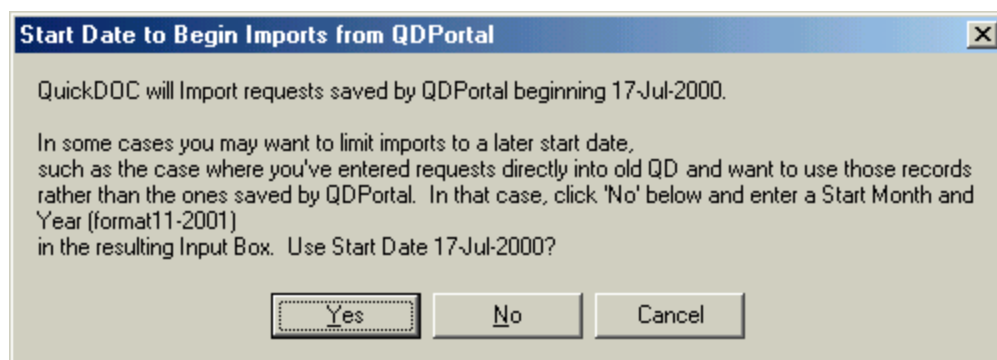 Start Date to Begin Imports from QDPortal
QuickDOC will Import requests saved by QDPortal beginning 17-Jul-2000.
In some cases you may want to limit imports to a later start date,
such as the case where you've entered requests directly into old QD and want to use those records
rather than the ones saved by QDPortal.  In that case, click 'No' below and enter a Start Month and
Year (format11-2001)
in the resulting Input Box.  Use Start Date 17-Jul-2000?
Yes No Cancel